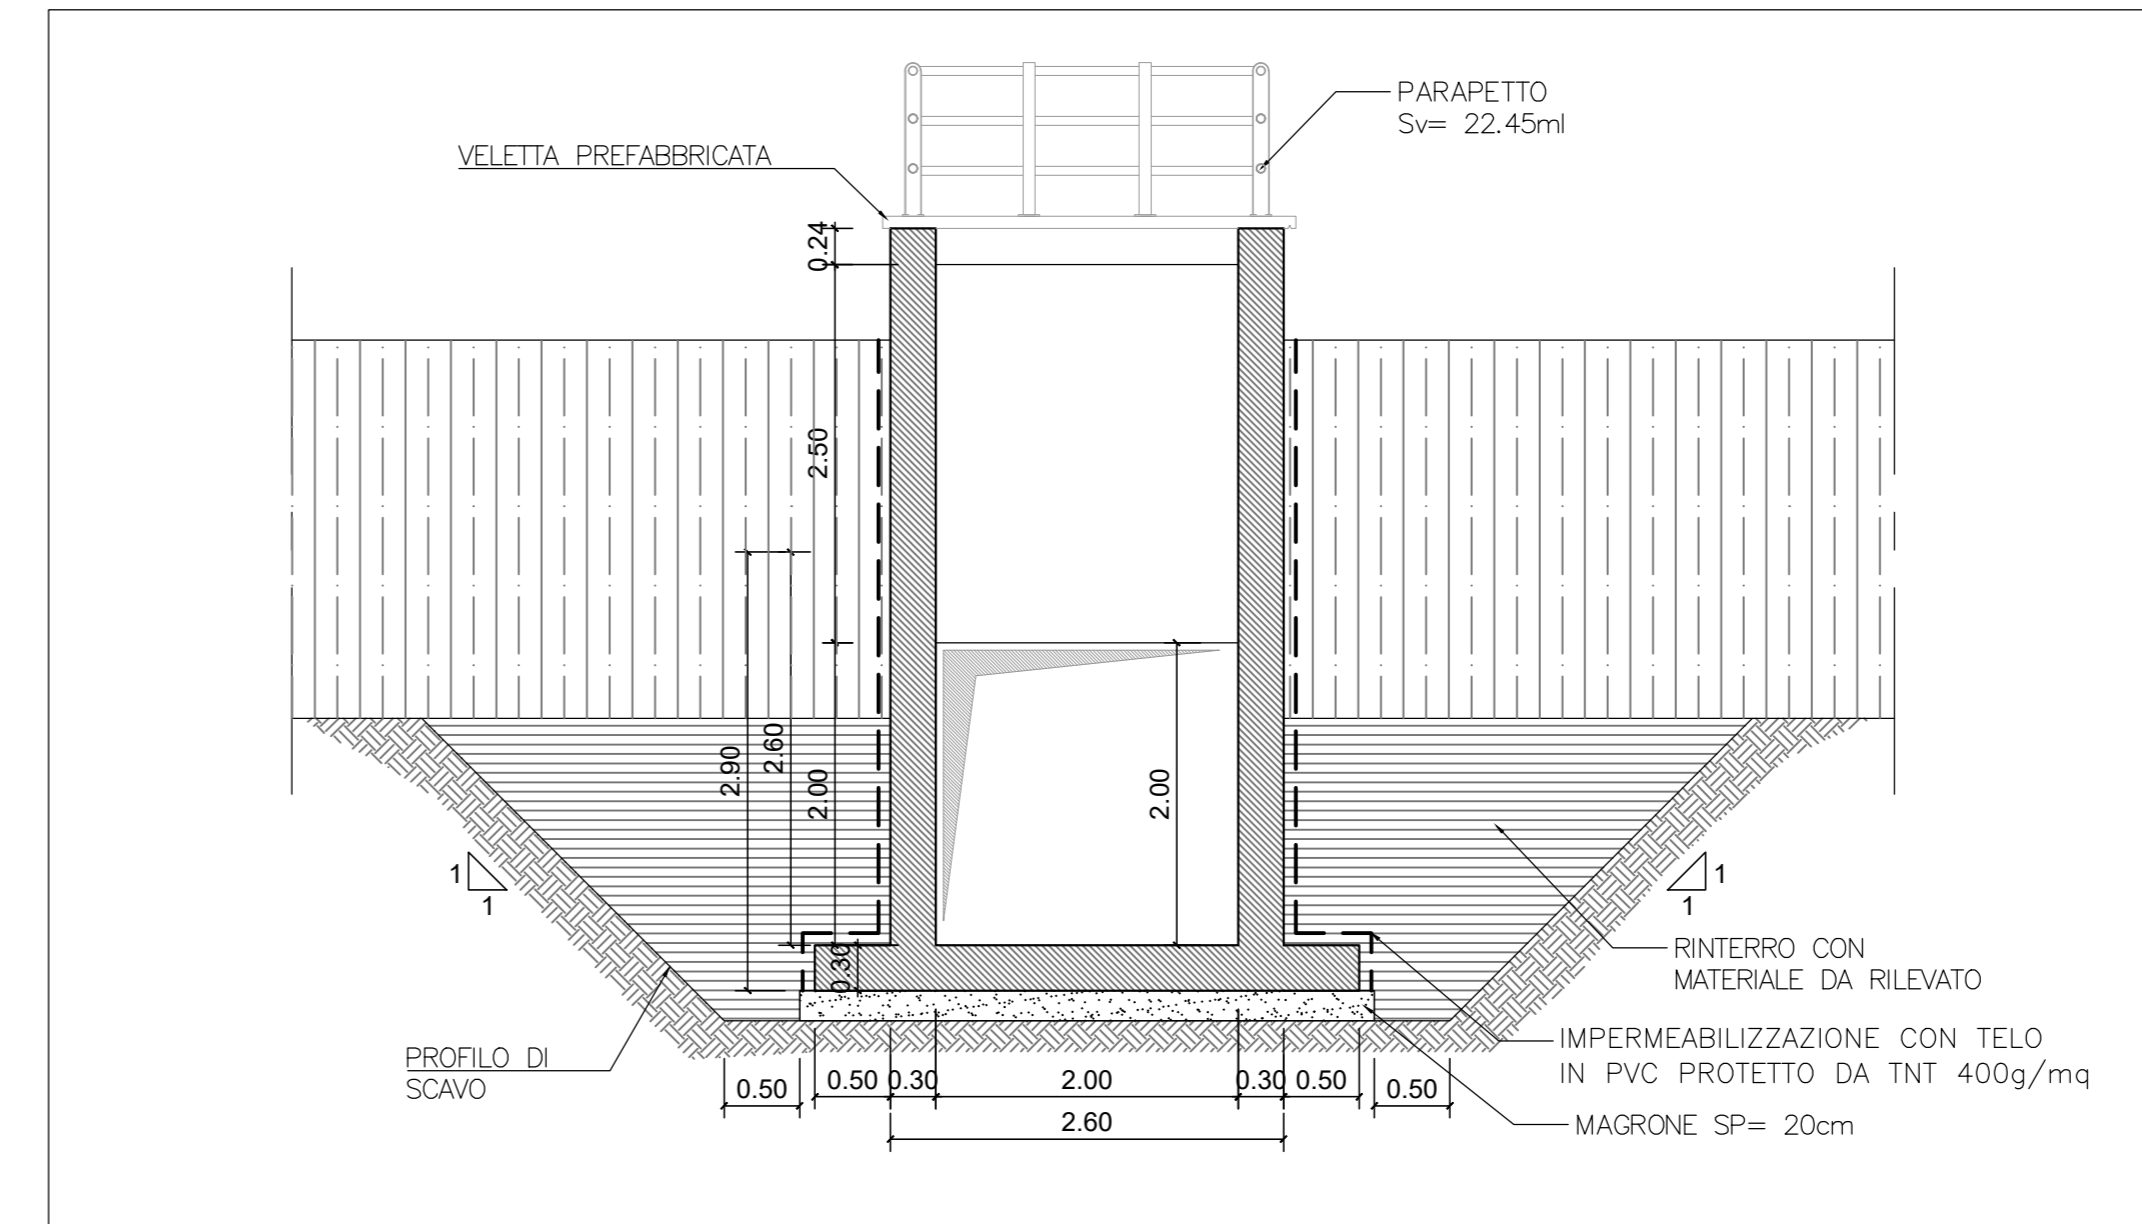 PARAPETTO
Sv= 22.45ml
VELETTA PREFABBRICATA
0.24
2.50
2.90
2.60
2.00
2.00
0.30
1
1
1
1
RINTERRO CON
MATERIALE DA RILEVATO
PROFILO DI
SCAVO
IMPERMEABILIZZAZIONE CON TELO
IN PVC PROTETTO DA TNT 400g/mq
0.50
0.50
0.30
2.00
0.30
0.50
0.50
2.60
MAGRONE SP= 20cm